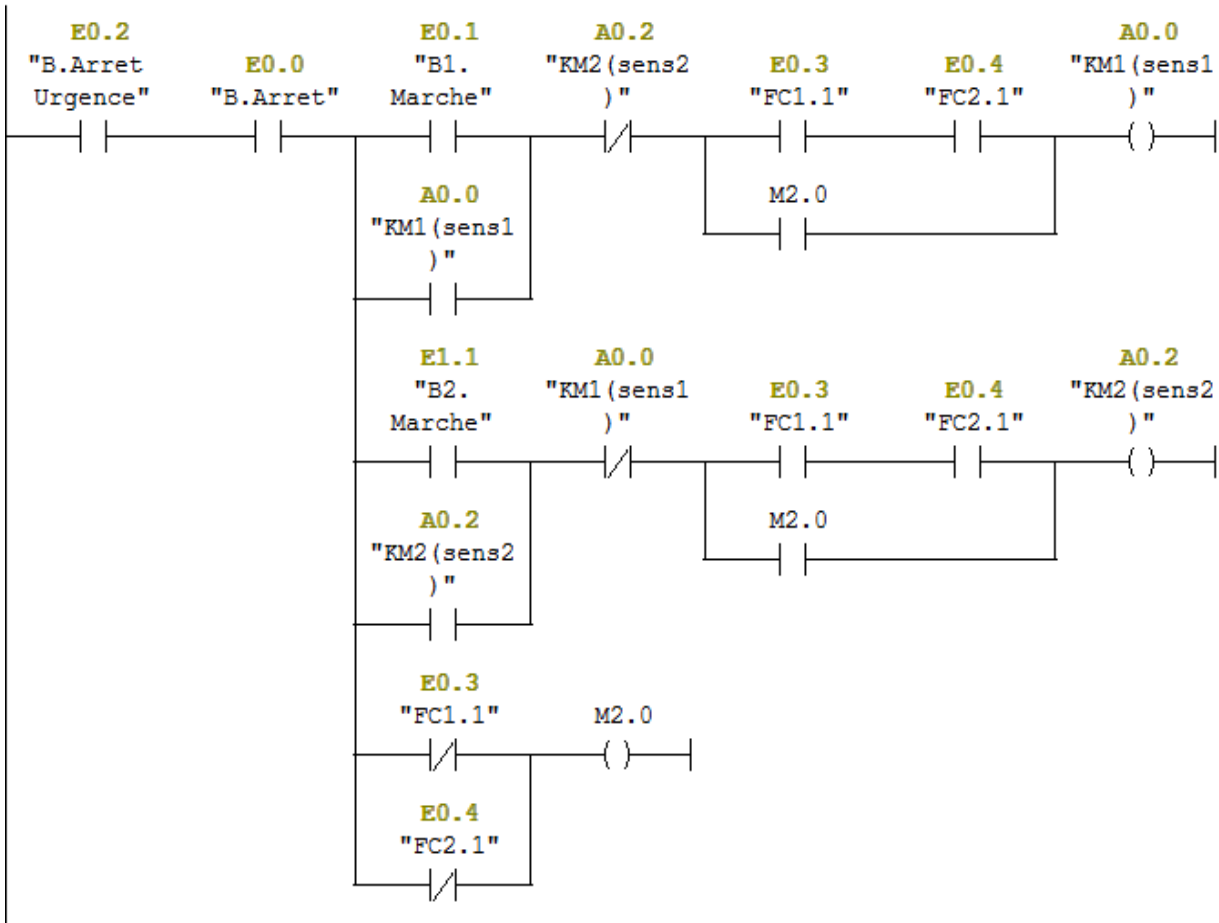 E0.2
"B.Arret
Urgence"
E0.0
"B.Arret"
E0.1
"B1.
Marche"
A0.2
"KM2(sens2
)"
E0.3
"FC1.1"
E0.4
"FC2.1"
A0.0
"KM1(sens1
)"
A0.0
"KM1(sens1
)"
M2.0
E1.1
"B2.
Marche"
A0.0
"KM1(sens1
)"
E0.3
"FC1.1"
E0.4
"FC2.1"
A0.2
"KM2(sens2
)"
A0.2
"KM2(sens2
)"
M2.0
E0.3
"FC1.1"
M2.0
E0.4
"FC2.1"